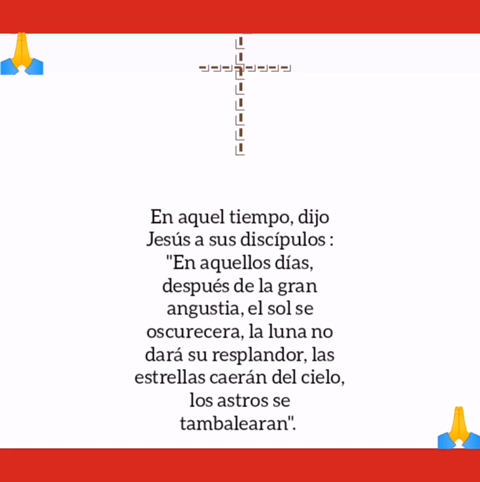 En aquel tiempo, dijo
Jesús a sus discípulos :
"En aquellos días,
después de la gran
angustia, el sol se
oscurecera, la luna no
dará su resplandor, las
estrellas caerán del cielo,
los astros se
tambalearan".